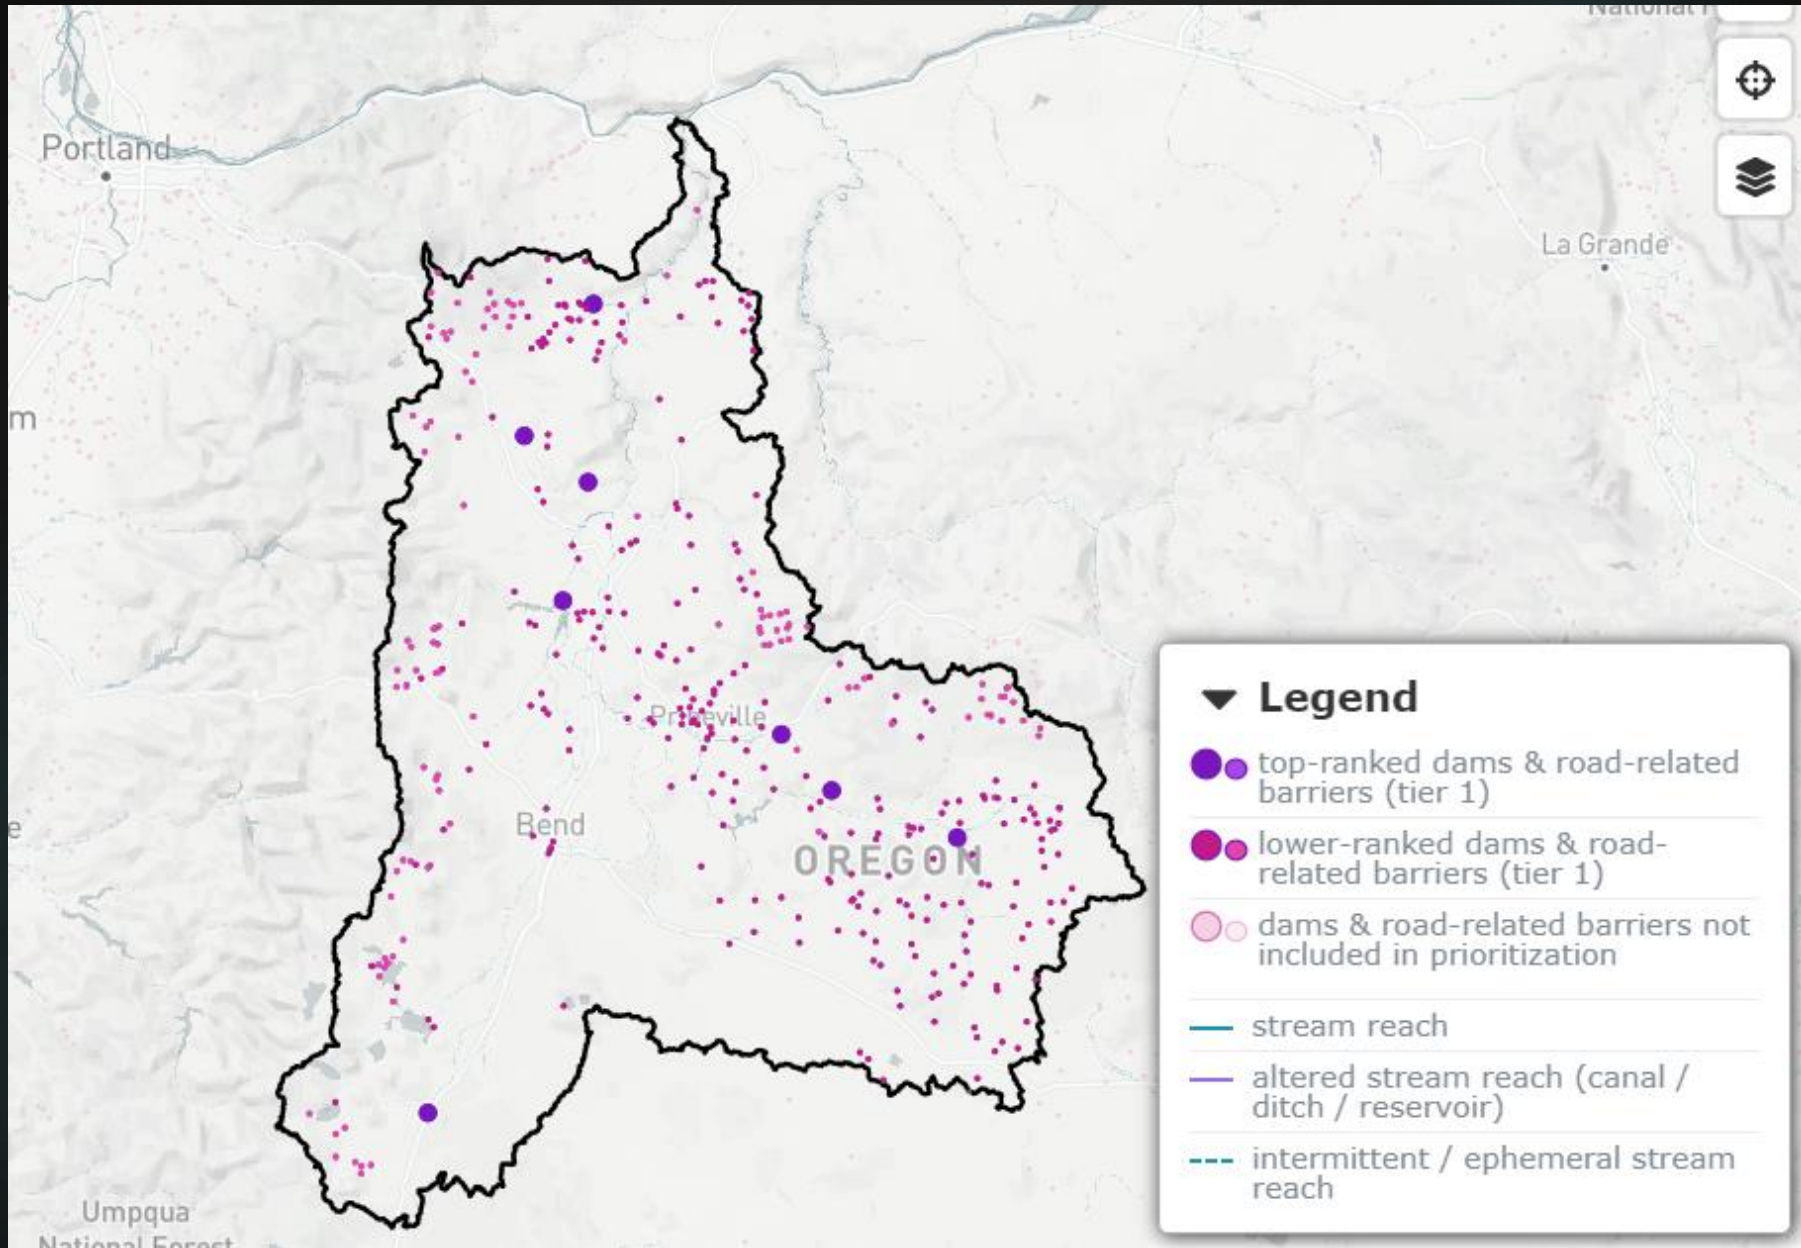 Portland
La Grande
m
Prineville
e
Bend
OREGON
Umpqua
National Forest
Legend
top-ranked dams & road-related
barriers (tier 1)
lower-ranked dams & road-
related barriers (tier 1)
dams & road-related barriers not
included in prioritization
stream reach
altered stream reach (canal /
ditch / reservoir)
intermittent / ephemeral stream
reach